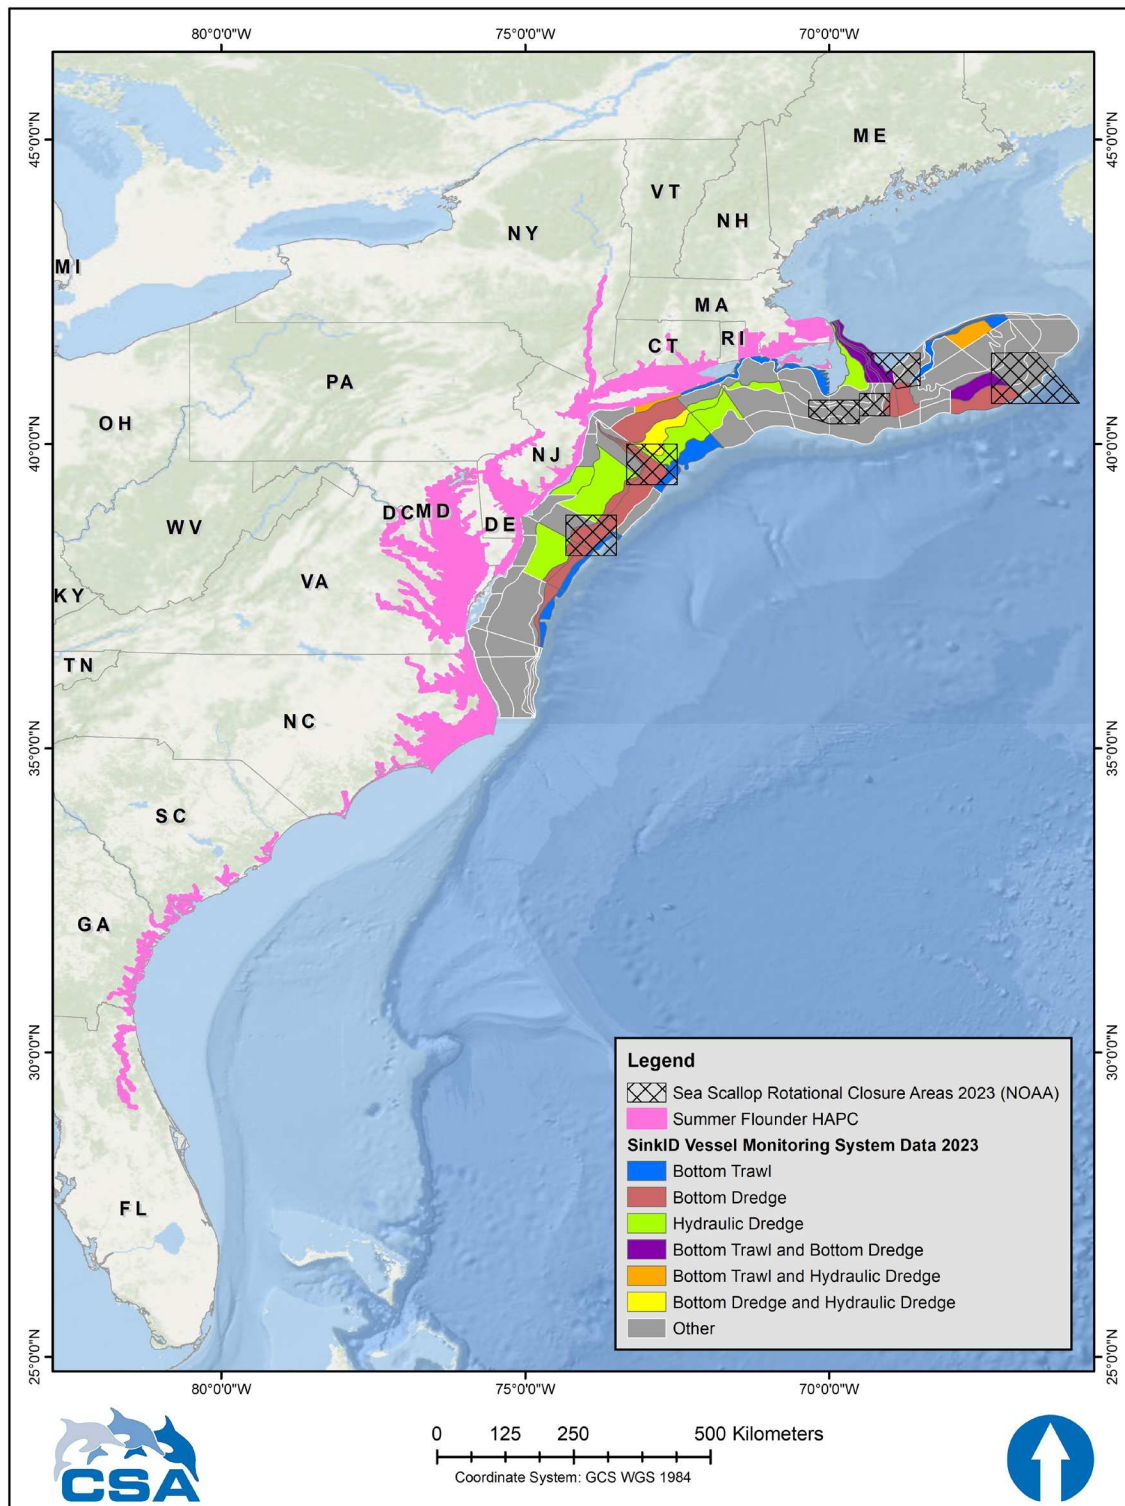 80°0'0"W 75°0'0"W 70°0'0"W
45°0'0"N 45°0'0"N
ME
VT
NH
NY
MI
MA
RI
CT
PA
OH
40°0'0"N 40°0'0"N
NJ
DC MD
DE
WV
VA
KY
TN
NC
35°0'0"N 35°0'0"N
SC
GA
30°0'0"N 30°0'0"N
FL
25°0'0"N 25°0'0"N
Legend
Sea Scallop Rotational Closure Areas 2023 (NOAA)
Summer Flounder HAPC
SinkID Vessel Monitoring System Data 2023
Bottom Trawl
Bottom Dredge
Hydraulic Dredge
Bottom Trawl and Bottom Dredge
Bottom Trawl and Hydraulic Dredge
Bottom Dredge and Hydraulic Dredge
Other
80°0'0"W 75°0'0"W 70°0'0"W
CSA
0 125 250 500 Kilometers
Coordinate System: GCS WGS 1984